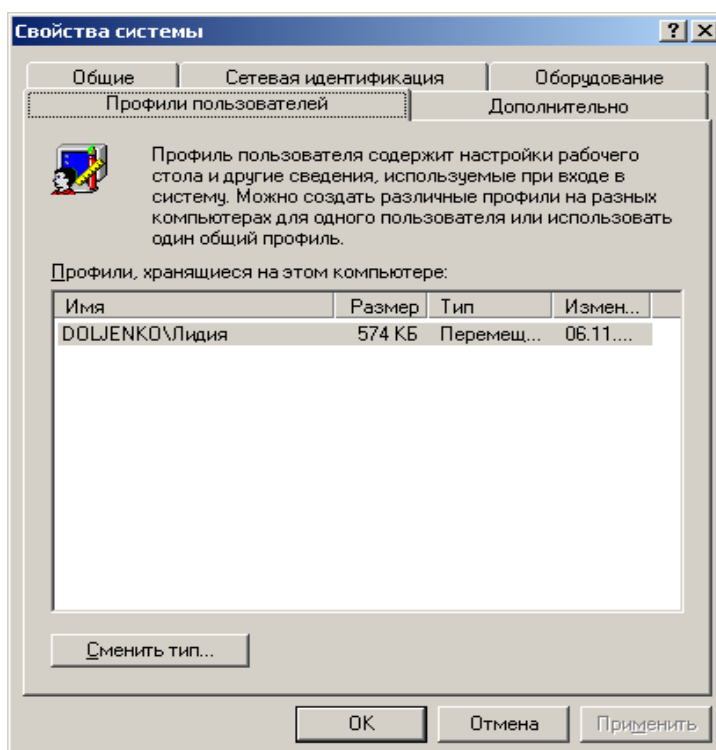 Свойства системы
Общие
Сетевая идентификация
Оборудование
Профили пользователей
Дополнительно
Профиль пользователя содержит настройки рабочего
стола и другие сведения, используемые при входе в
систему. Можно создать различные профили на разных
компьютерах для одного пользователя или использовать
один общий профиль.
Профили, хранящиеся на этом компьютере:
Имя Размер Тип Измен...
DOLJENKO\Лидия 574 КБ Перемещ... 06.11....
Сменить тип...
OK
Отмена
Применить